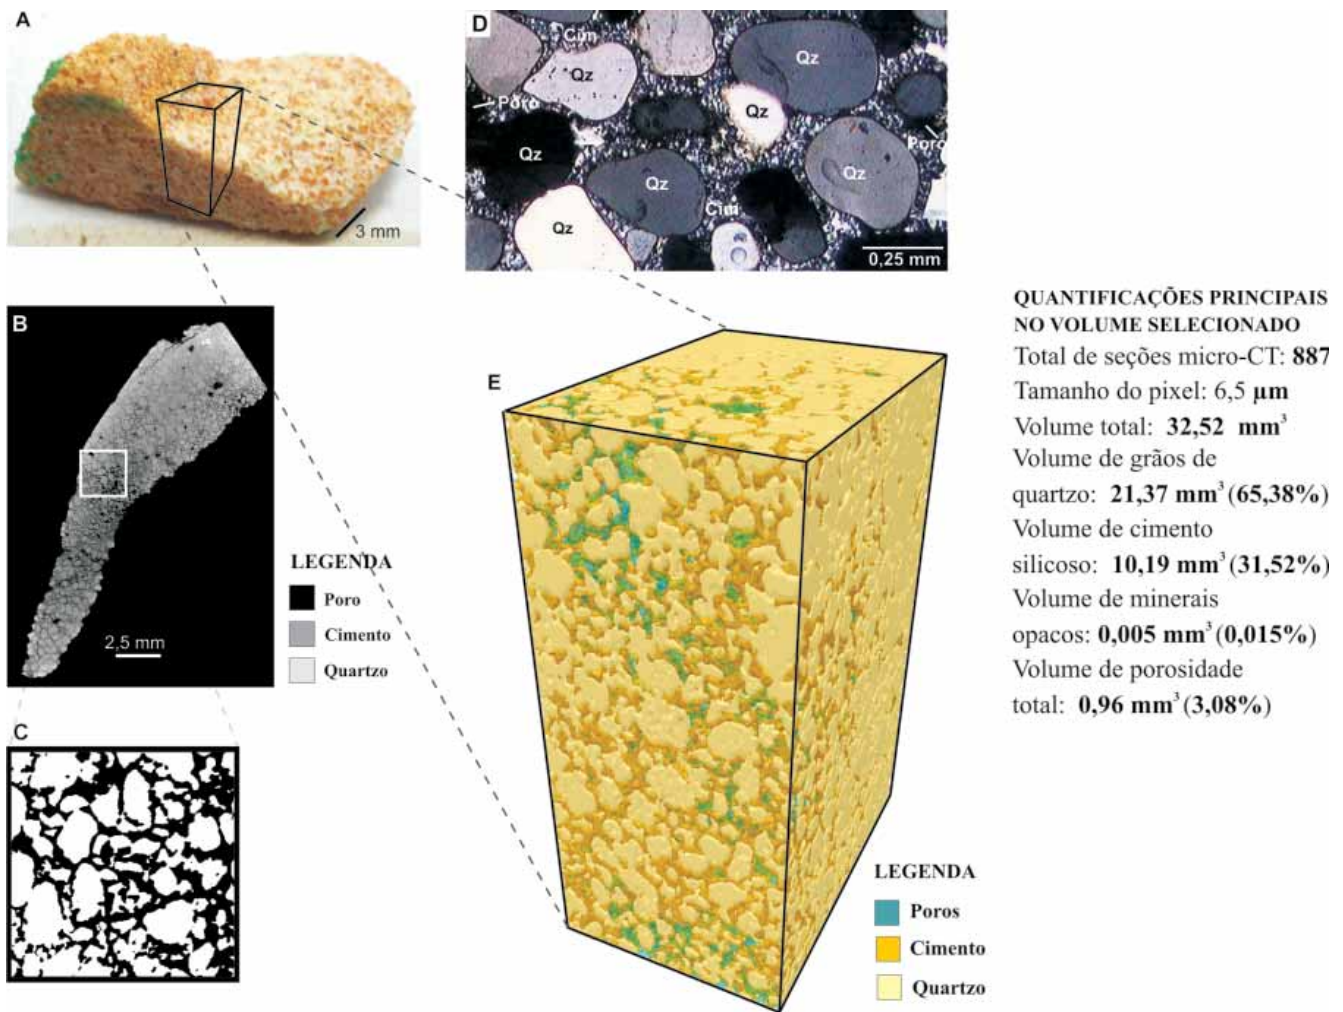 A
3 mm
D
Cim
Qz
Qz
Poro
Qz
Poro
Qz
Qz
Qz
Cim
Qz
0,25 mm
B
LEGENDA
Poro
Cimento
Quartzo
2,5 mm
C
E
LEGENDA
Poros
Cimento
Quartzo
QUANTIFICAÇÕES PRINCIPAIS
NO VOLUME SELECIONADO
Total de seções micro-CT: 887
Tamanho do pixel: 6,5 µm
Volume total: 32,52 mm³
Volume de grãos de
quartzo: 21,37 mm³ (65,38%)
Volume de cimento
silicoso: 10,19 mm³ (31,52%)
Volume de minerais
opacos: 0,005 mm³ (0,015%)
Volume de porosidade
total: 0,96 mm³ (3,08%)